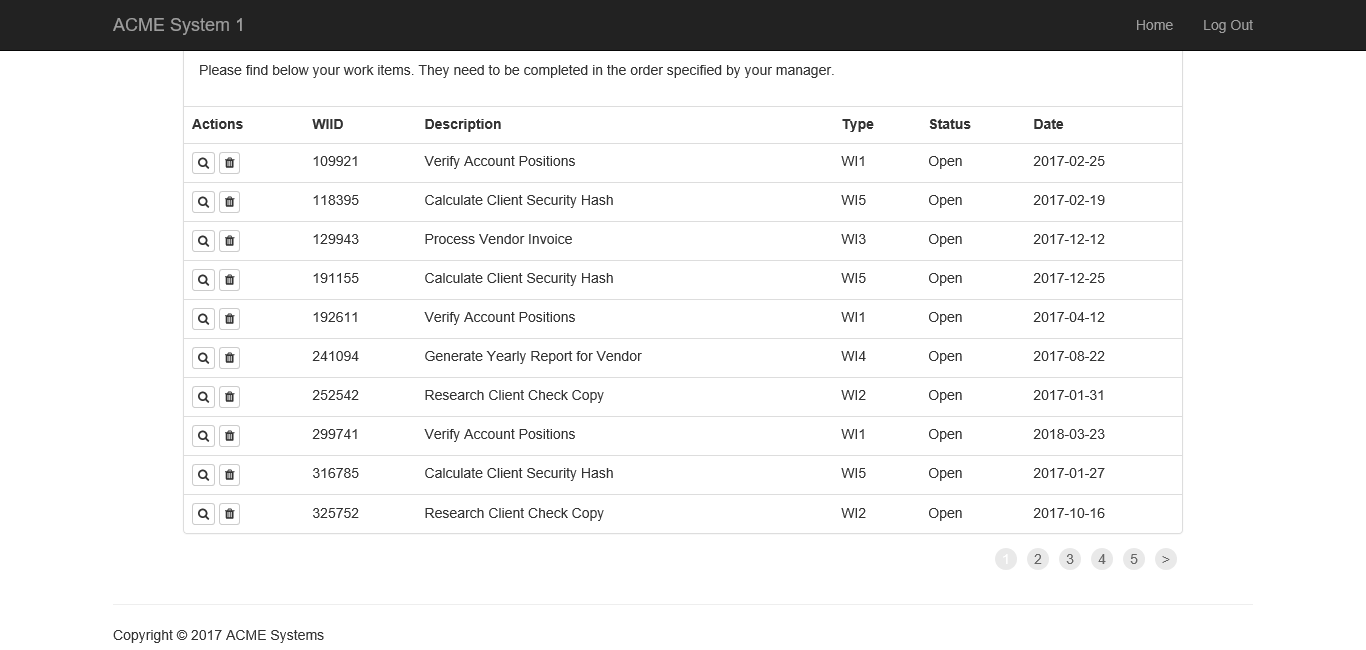 ACME System 1 Home Log Out
Please find below your work items. They need to be completed in the order specified by your manager.
Actions WIID Description Type Status Date
109921 Verify Account Positions WI1 Open 2017-02-25
118395 Calculate Client Security Hash WI5 Open 2017-02-19
129943 Process Vendor Invoice WI3 Open 2017-12-12
191155 Calculate Client Security Hash WI5 Open 2017-12-25
192611 Verify Account Positions WI1 Open 2017-04-12
241094 Generate Yearly Report for Vendor WI4 Open 2017-08-22
252542 Research Client Check Copy WI2 Open 2017-01-31
299741 Verify Account Positions WI1 Open 2018-03-23
316785 Calculate Client Security Hash WI5 Open 2017-01-27
325752 Research Client Check Copy WI2 Open 2017-10-16
1 2 3 4 5 >
Copyright © 2017 ACME Systems